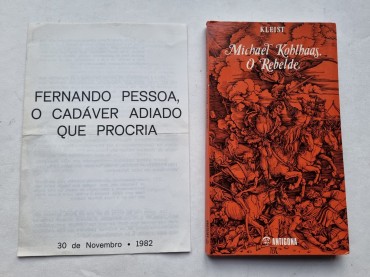 FERNANDO PESSOA,
O CADÁVER ADIADO
QUE PROCRIA
30 de Novembro • 1982
KLEIST
Michael Kohlhaas,
O Rebelde
ANTIGONA